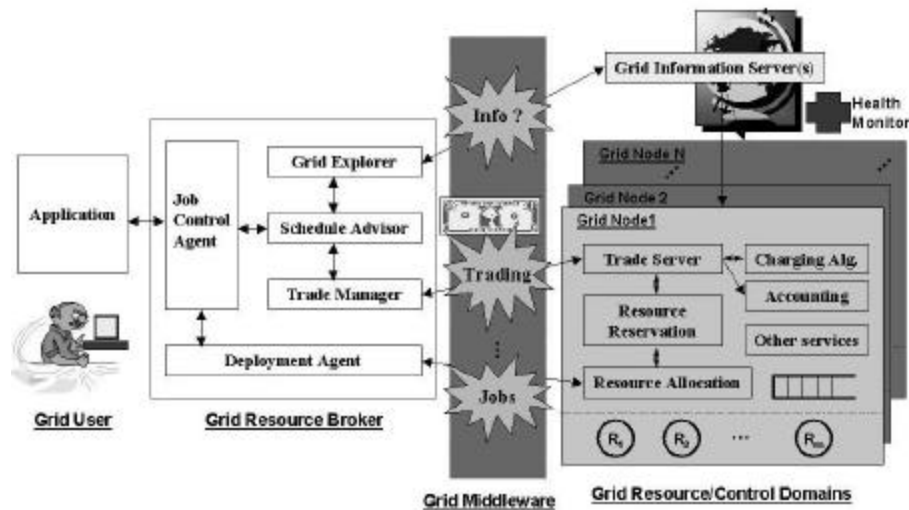 Grid Information Server(s)
Health
Monitor
Info ?
Grid Node N
Grid Explorer
Job
Control
Agent
Application
Schedule Advisor
Grid Node 2
Grid Node1
Trade Server
Charging Alg.
Trading
Trade Manager
Accounting
Resource
Reservation
Other services
Deployment Agent
Jobs
Resource Allocation
Grid User
Grid Resource Broker
R1
R2
...
Rm
Grid Middleware
Grid Resource/Control Domains